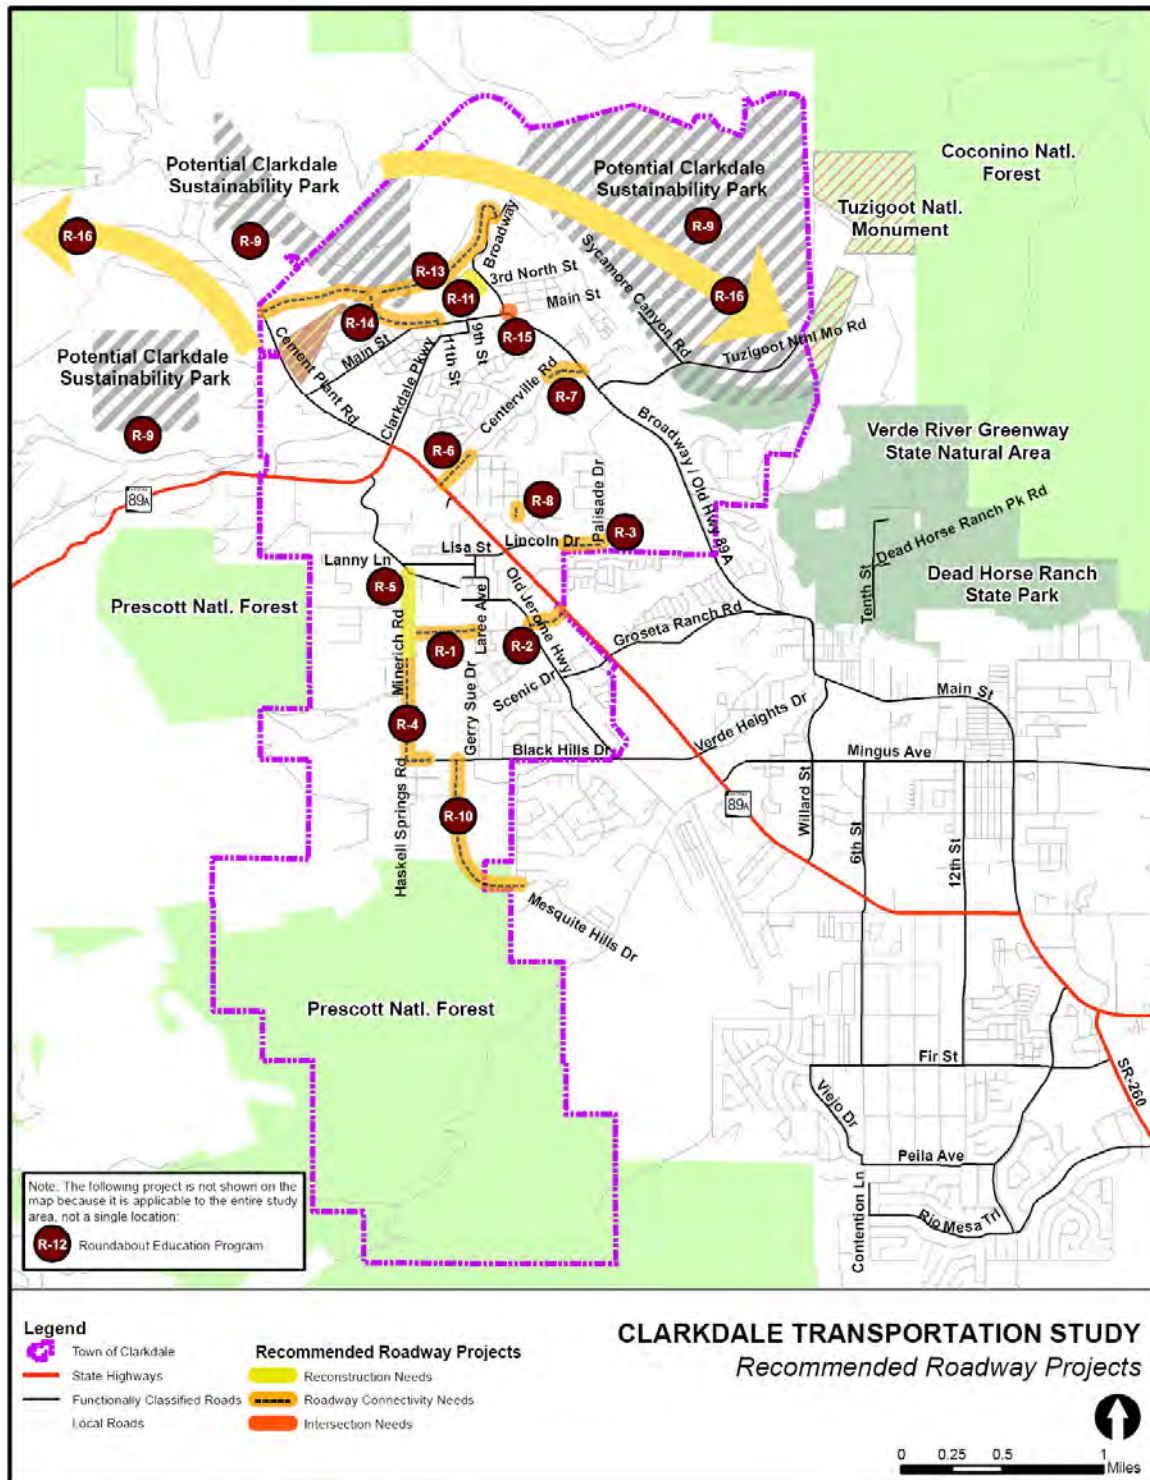 Potential Clarkdale
Sustainability Park
R-16
R-9
Potential Clarkdale
Sustainability Park
R-9
R-16
Coconino Natl.
Forest
Tuzigoot Natl.
Monument
Broadway
3rd North St
Main St
R-13
R-11
R-14
R-15
Sycamore Canyon Rd
Tuzigoot Ntnl Mo Rd
Potential Clarkdale
Sustainability Park
R-9
Cement Plant Rd
Main St
Clarkdale Pkwy
11th St
9th St
Centerville Rd
R-7
R-6
Broadway / Old Hwy 89A
Verde River Greenway
State Natural Area
89A
R-8
Palisade Dr
R-3
Lincoln Dr
Lisa St
Lanny Ln
Dead Horse Ranch Pk Rd
Tenth St
Dead Horse Ranch
State Park
Prescott Natl. Forest
R-5
Minerich Rd
Laree Ave
Old Jerome Hwy
Groseta Ranch Rd
R-1
R-2
Gerry Sue Dr
Scenic Dr
R-4
Black Hills Dr
Verde Heights Dr
Main St
Mingus Ave
Haskell Springs Rd
R-10
89A
Willard St
6th St
12th St
Mesquite Hills Dr
Prescott Natl. Forest
Fir St
SR-260
Viejo Dr
Peila Ave
Contention Ln
Rio Mesa Trl
Note: The following project is not shown on the
map because it is applicable to the entire study
area, not a single location:
R-12 Roundabout Education Program
Legend
Town of Clarkdale
State Highways
Functionally Classified Roads
Local Roads
Recommended Roadway Projects
Reconstruction Needs
Roadway Connectivity Needs
Intersection Needs
CLARKDALE TRANSPORTATION STUDY
Recommended Roadway Projects
0 0.25 0.5 1
Miles